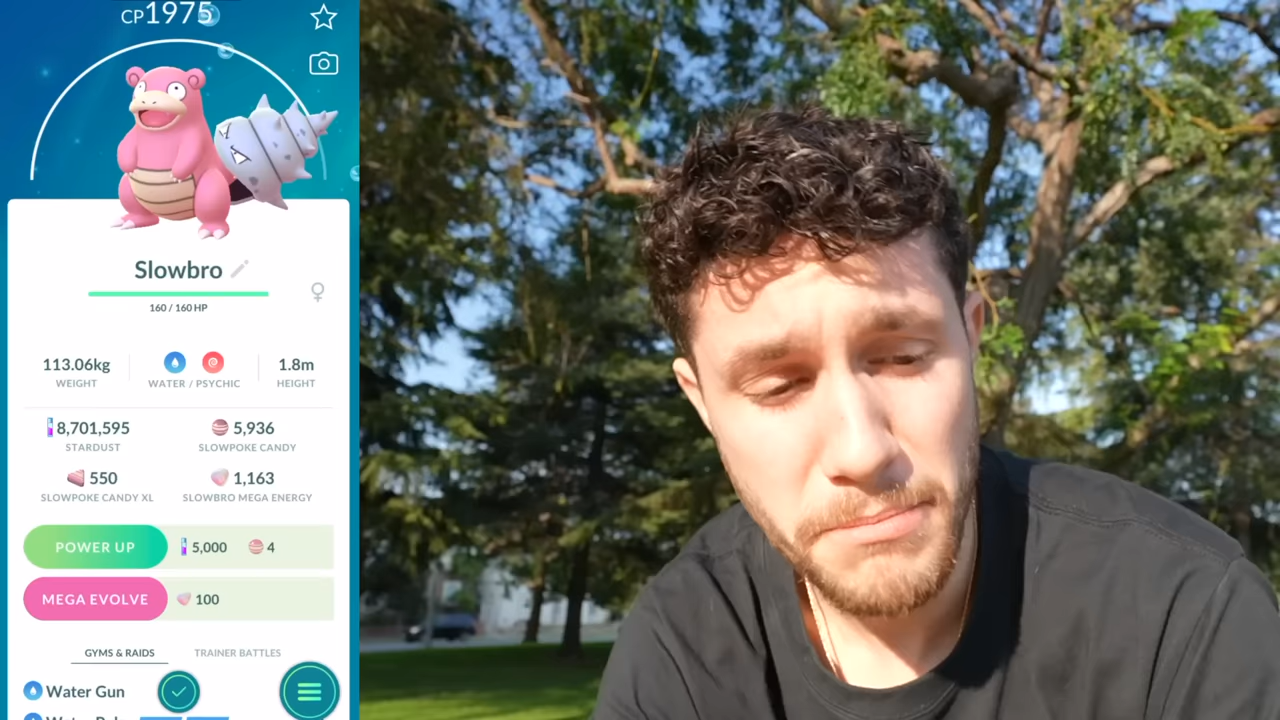 CP1975
Slowbro
160 / 160 HP
113.06kg
WEIGHT
WATER / PSYCHIC
1.8m
HEIGHT
8,701,595
STARDUST
5,936
SLOWPOKE CANDY
550
SLOWPOKE CANDY XL
1,163
SLOWBRO MEGA ENERGY
POWER UP 5,000 4
MEGA EVOLVE 100
GYMS & RAIDS TRAINER BATTLES
Water Gun